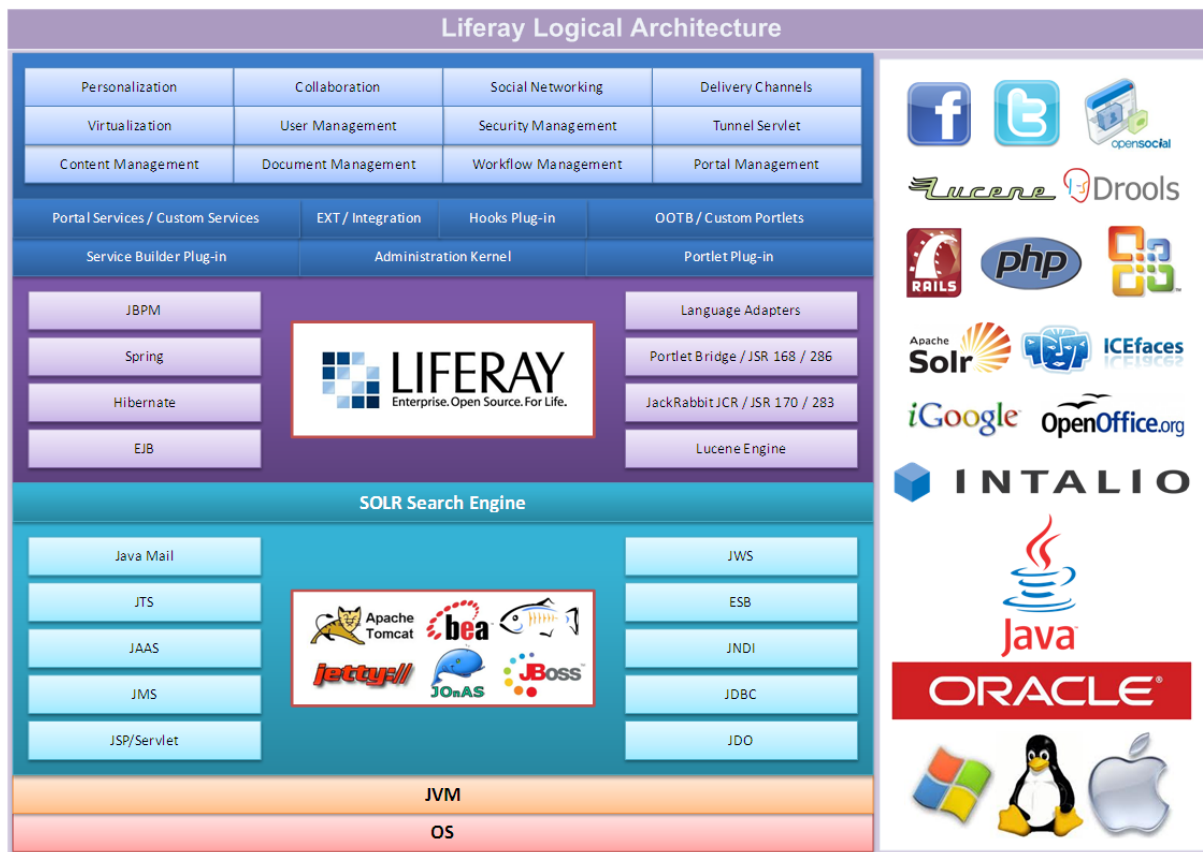 Liferay Logical Architecture
Personalization
Collaboration
Social Networking
Delivery Channels
Virtualization
User Management
Security Management
Tunnel Servlet
Content Management
Document Management
Workflow Management
Portal Management
Portal Services / Custom Services
EXT / Integration
Hooks Plug-in
OOTB / Custom Portlets
Service Builder Plug-in
Administration Kernel
Portlet Plug-in
JBPM
Spring
Hibernate
EJB
LIFERAY
Enterprise. Open Source. For Life.
Language Adapters
Portlet Bridge / JSR 168 / 286
JackRabbit JCR / JSR 170 / 283
Lucene Engine
SOLR Search Engine
Java Mail
JTS
JAAS
JMS
JSP/Servlet
Apache
Tomcat
bea
jetty://
JOnAS
JBoss
JWS
ESB
JNDI
JDBC
JDO
JVM
OS
f
t
opensocial
Lucene
Drools
RAILS
php
Apache
Solr
ICEfaces
iGoogle
OpenOffice.org
INTALIO
Java
ORACLE